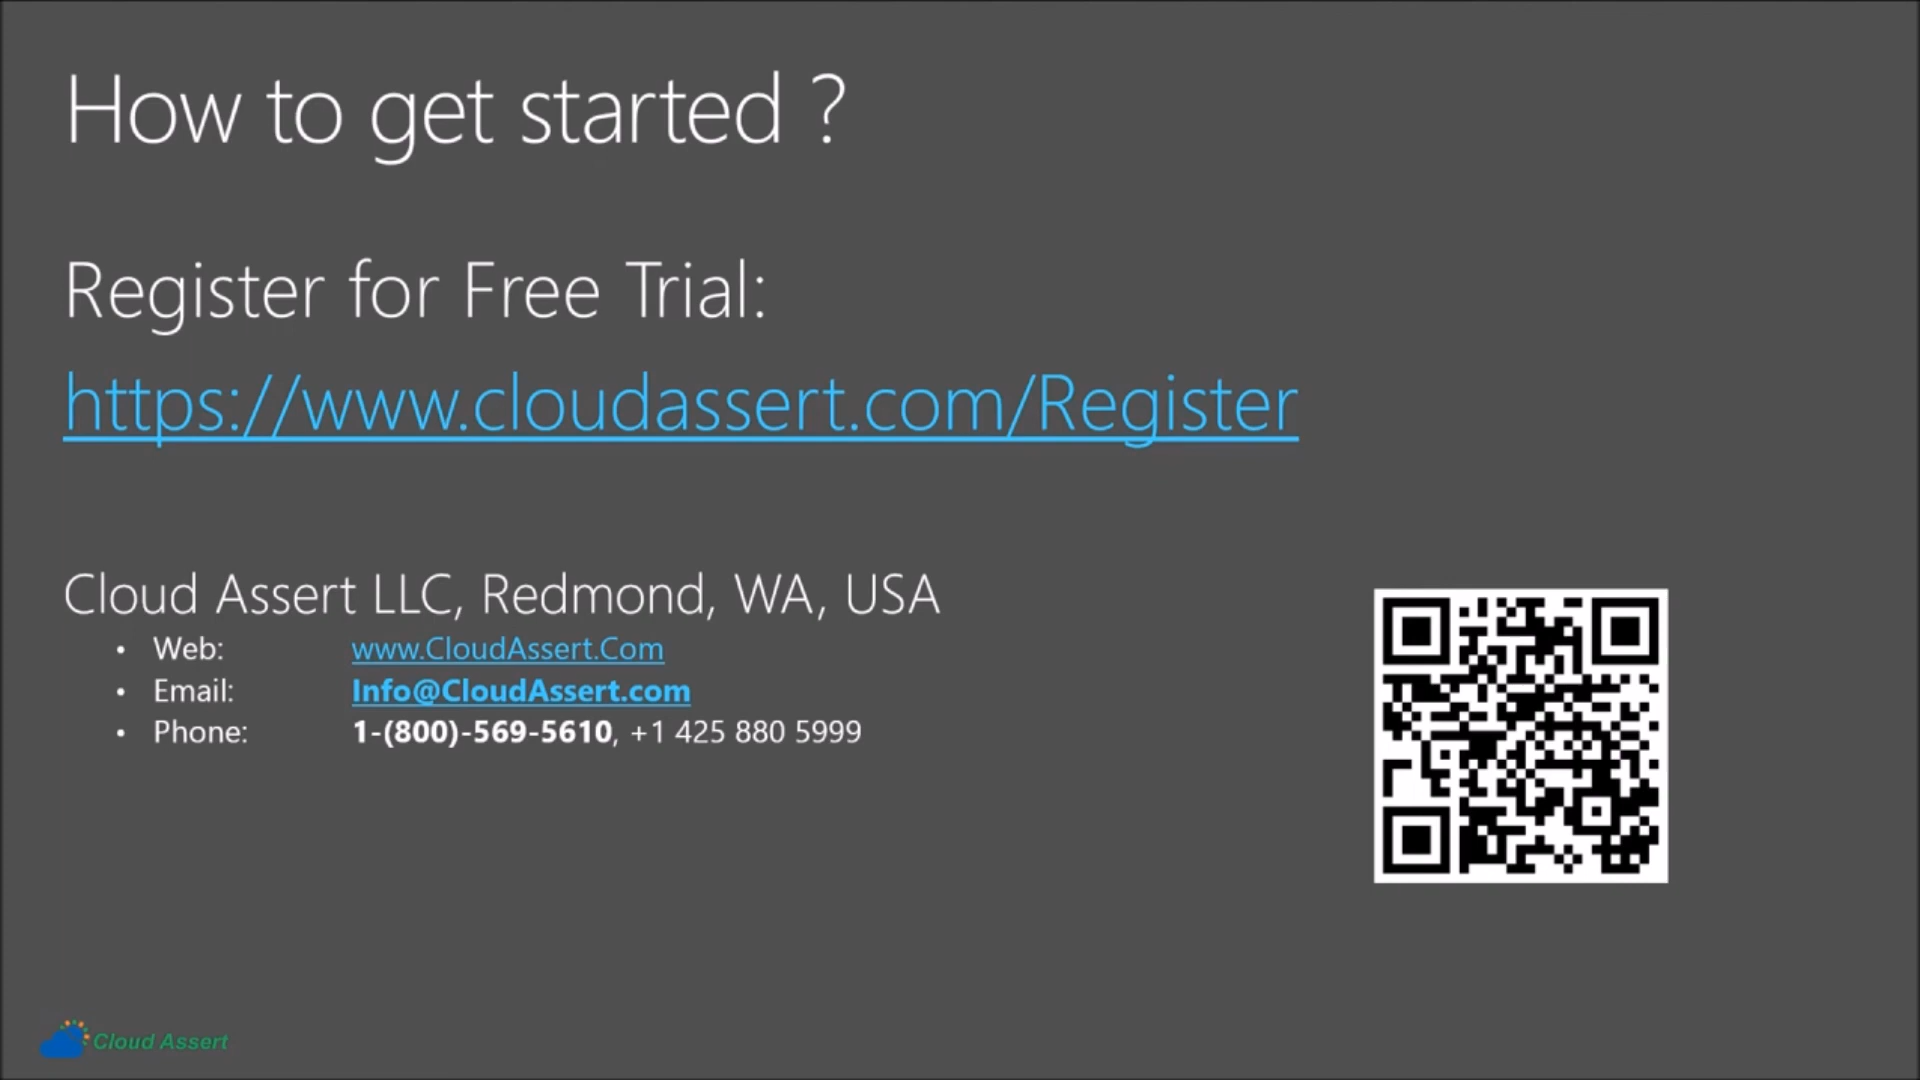 How to get started ?
Register for Free Trial:
https://www.cloudassert.com/Register
Cloud Assert LLC, Redmond, WA, USA
• Web: www.CloudAssert.Com
• Email: Info@CloudAssert.com
• Phone: 1-(800)-569-5610, +1 425 880 5999
Cloud Assert